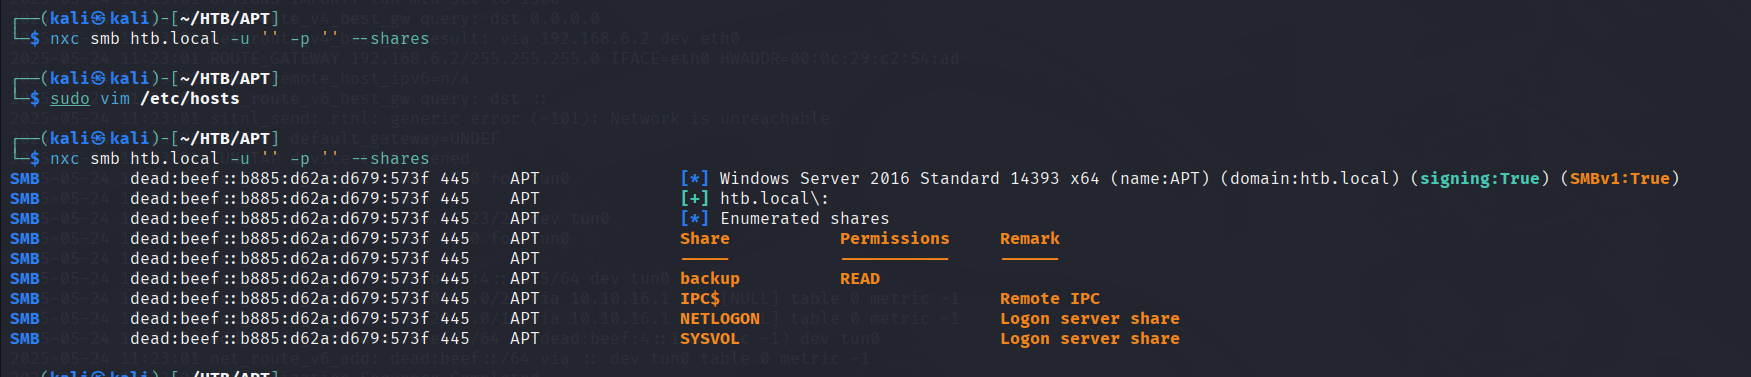 ┌──(kali㉿kali)-[~/HTB/APT]
└─$ nxc smb htb.local -u '' -p '' --shares
┌──(kali㉿kali)-[~/HTB/APT]
└─$ sudo vim /etc/hosts
┌──(kali㉿kali)-[~/HTB/APT]
└─$ nxc smb htb.local -u '' -p '' --shares
SMB dead:beef::b885:d62a:d679:573f 445 APT [*] Windows Server 2016 Standard 14393 x64 (name:APT) (domain:htb.local) (signing:True) (SMBv1:True)
SMB dead:beef::b885:d62a:d679:573f 445 APT [+] htb.local\:
SMB dead:beef::b885:d62a:d679:573f 445 APT [*] Enumerated shares
SMB dead:beef::b885:d62a:d679:573f 445 APT Share Permissions Remark
SMB dead:beef::b885:d62a:d679:573f 445 APT ----- ----------- ------
SMB dead:beef::b885:d62a:d679:573f 445 APT backup READ
SMB dead:beef::b885:d62a:d679:573f 445 APT IPC$ Remote IPC
SMB dead:beef::b885:d62a:d679:573f 445 APT NETLOGON Logon server share
SMB dead:beef::b885:d62a:d679:573f 445 APT SYSVOL Logon server share
┌──(kali㉿kali)-[~/HTB/APT]